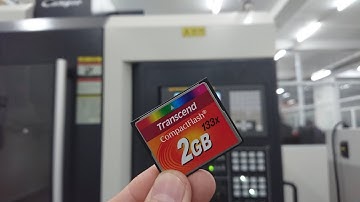 Transcend
CompactFlash®
133x
2GB